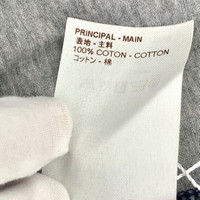 PRINCIPAL - MAIN
表地 - 主料
100% COTON - COTTON
コットン - 綿